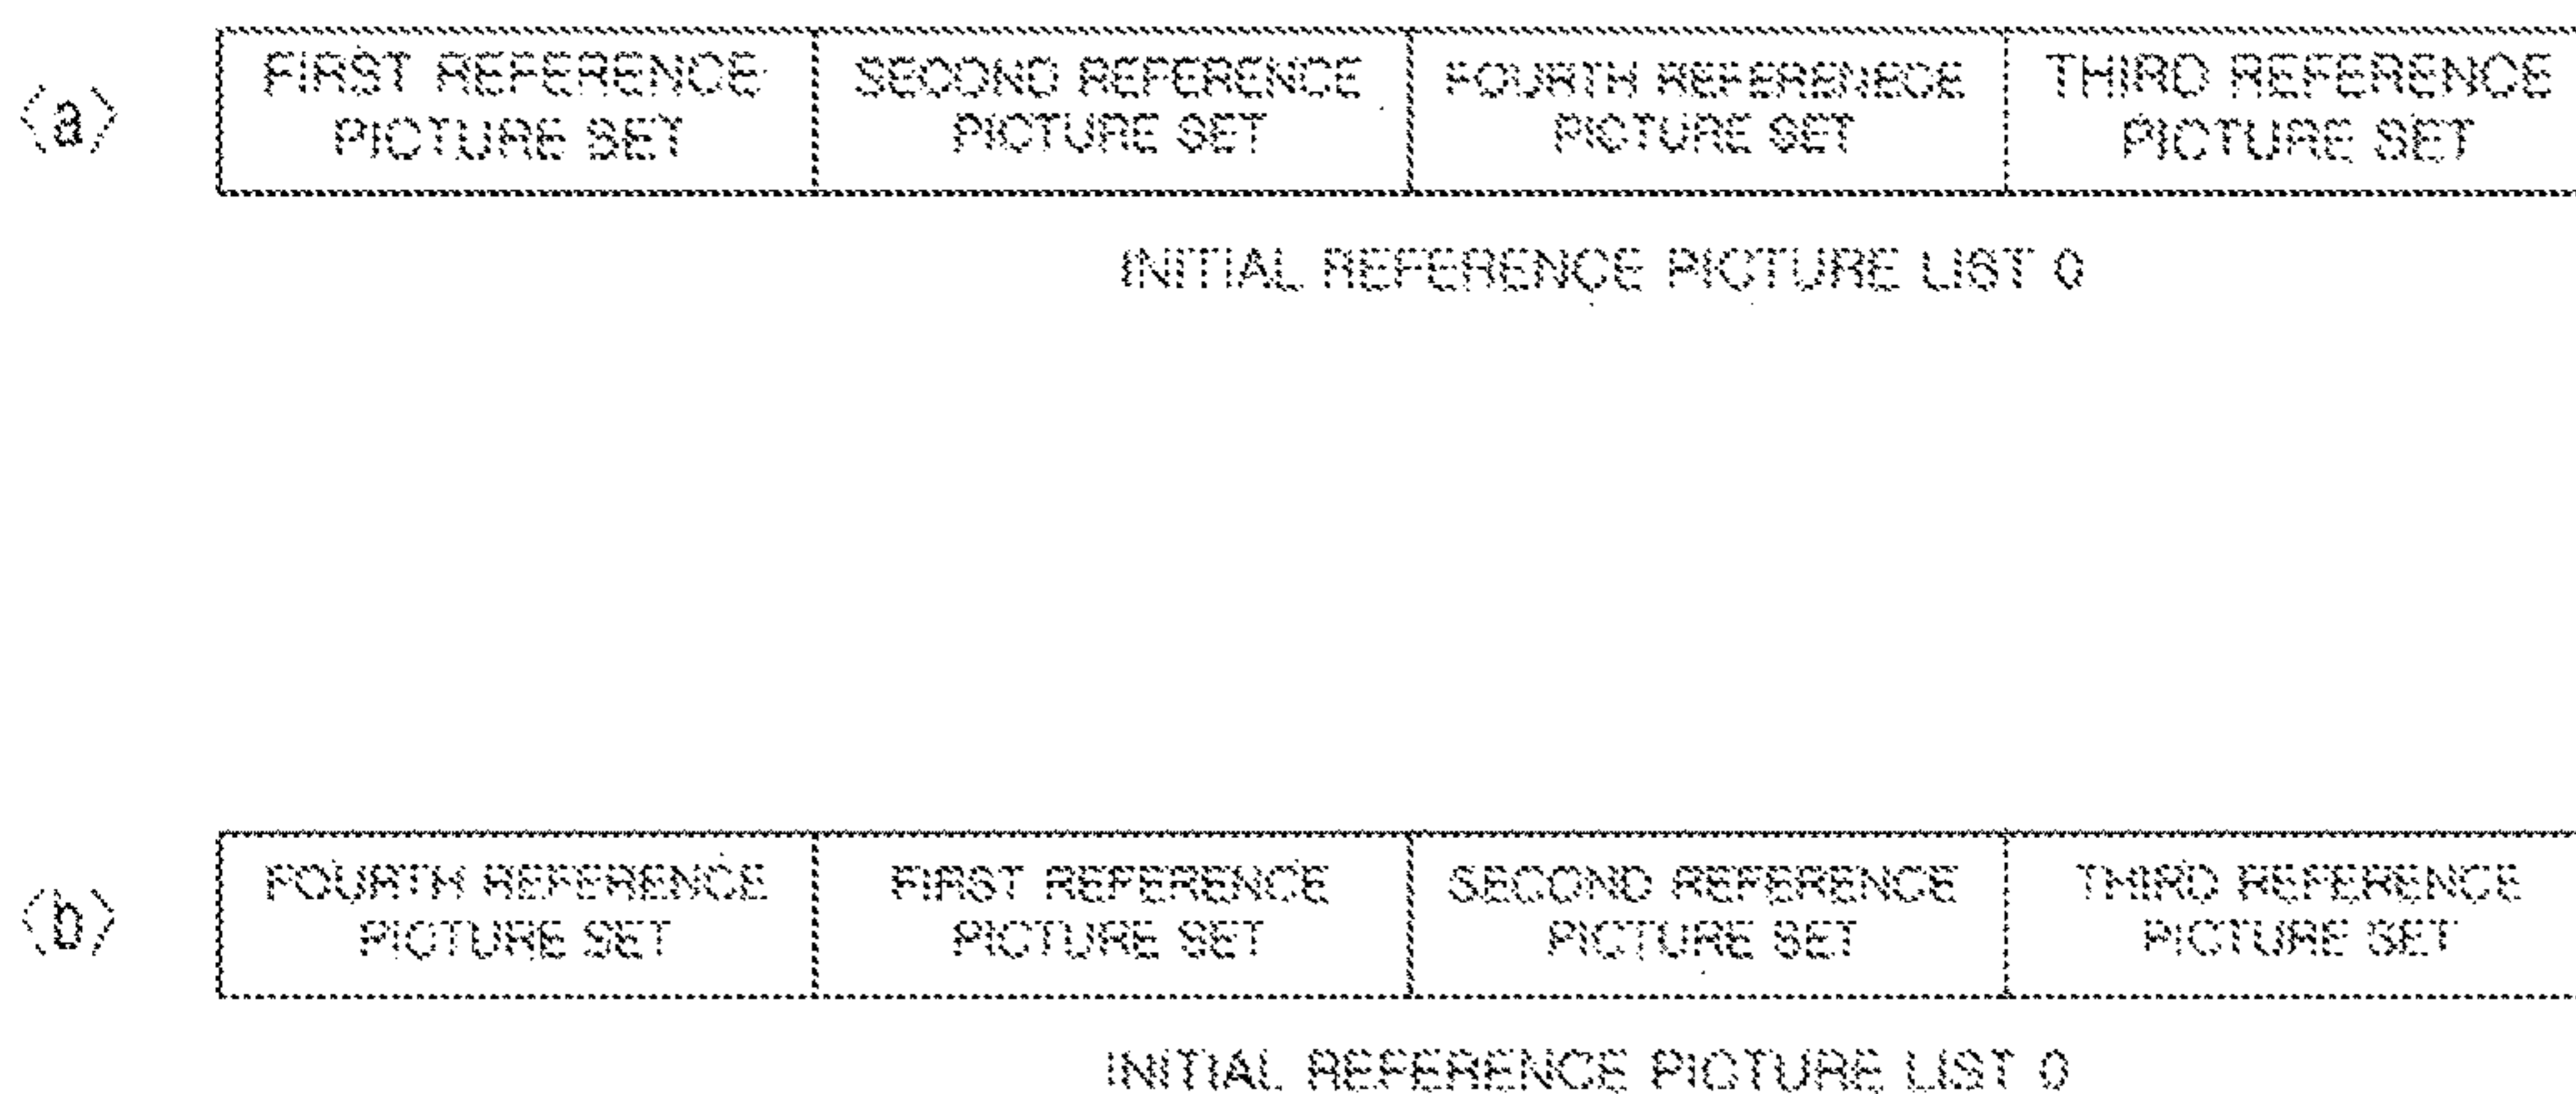 (a)
FIRST REFERENCE
PICTURE SET
SECOND REFERENCE
PICTURE SET
FOURTH REFERENIECE
PICTURE SET
THIRD REFERENCE
PICTURE SET
INITIAL REFERENCE PICTURE LIST 0
(b)
FOURTH REFERENCE
PICTURE SET
FIRST REFERENCE
PICTURE SET
SECOND REFERENCE
PICTURE SET
THIRD REFERENCE
PICTURE SET
INITIAL REFERENCE PICTURE LIST 0